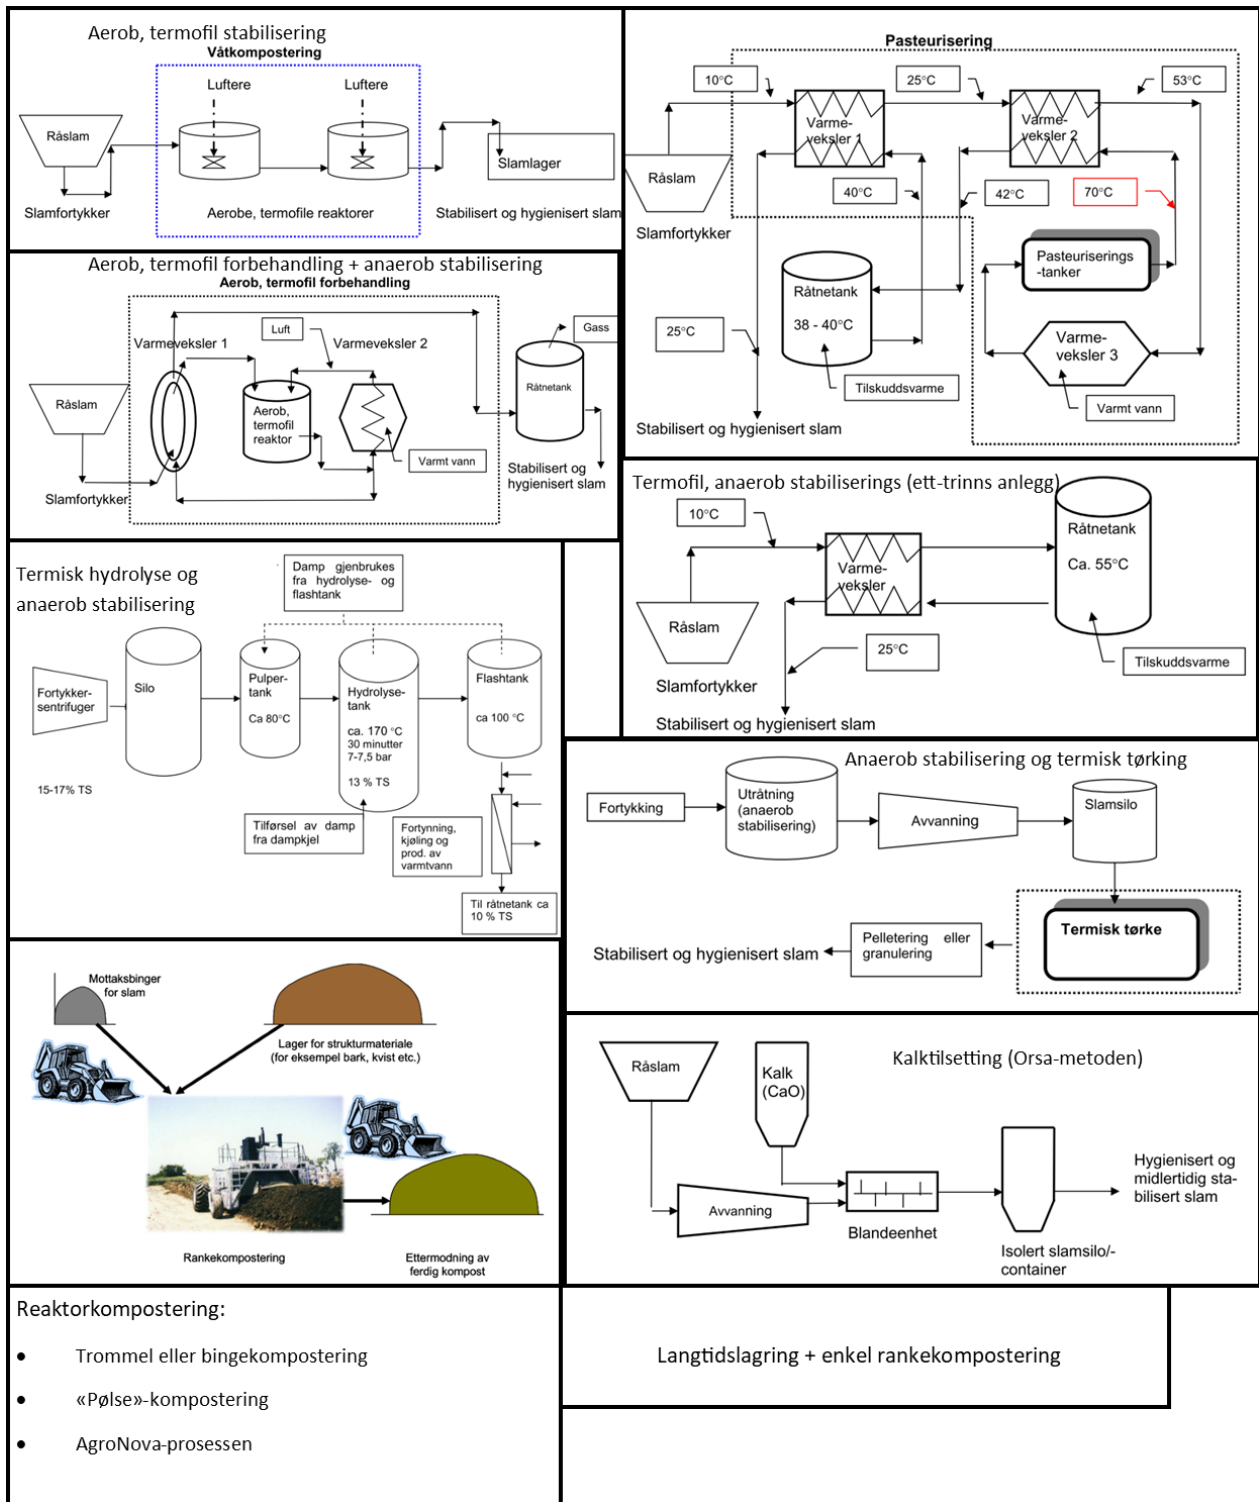 Aerob, termofil stabilisering
Våtkompostering
Luftere
Luftere
Råslam
Slamlager
Slamfortykker
Aerobe, termofile reaktorer
Stabilisert og hygienisert slam
Pasteurisering
10°C
25°C
53°C
Varme-
veksler 1
Varme-
veksler 2
Råslam
40°C
42°C
70°C
Slamfortykker
Pasteuriserings
-tanker
Råtnetank
38 - 40°C
25°C
Varme-
veksler 3
Tilskuddsvarme
Varmt vann
Stabilisert og hygienisert slam
Aerob, termofil forbehandling + anaerob stabilisering
Aerob, termofil forbehandling
Luft
Gass
Varmeveksler 1
Varmeveksler 2
Råslam
Råtnetank
Aerob,
termofil
reaktor
Varmt vann
Slamfortykker
Stabilisert og
hygienisert slam
Termofil, anaerob stabiliserings (ett-trinns anlegg)
10°C
Råtnetank
Ca. 55°C
Varme-
veksler
Råslam
25°C
Tilskuddsvarme
Slamfortykker
Stabilisert og hygienisert slam
Termisk hydrolyse og
anaerob stabilisering
Damp gjenbrukes
fra hydrolyse- og
flashtank
Fortykker-
sentrifuger
Silo
Pulper-
tank
Ca 80°C
Hydrolyse-
tank
ca. 170 °C
30 minutter
7-7,5 bar
13 % TS
Flashtank
ca 100 °C
15-17% TS
Tilførsel av damp
fra dampkjel
Fortynning,
kjøling og
prod. av
varmtvann
Til råtnetank ca
10 % TS
Anaerob stabilisering og termisk tørking
Fortykking
Utråtning
(anaerob
stabilisering)
Avvanning
Slamsilo
Termisk tørke
Pelletering eller
granulering
Stabilisert og hygienisert slam
Mottaksbinger
for slam
Lager for strukturmateriale
(for eksempel bark, kvist etc.)
Rankekompostering
Ettermodning av
ferdig kompost
Kalktilsetting (Orsa-metoden)
Råslam
Kalk
(CaO)
Avvanning
Blandeenhet
Isolert slamsilo/-
container
Hygienisert og
midlertidig sta-
bilisert slam
Reaktorkompostering:
• Trommel eller bingekompostering
• «Pølse»-kompostering
• AgroNova-prosessen
Langtidslagring + enkel rankekompostering